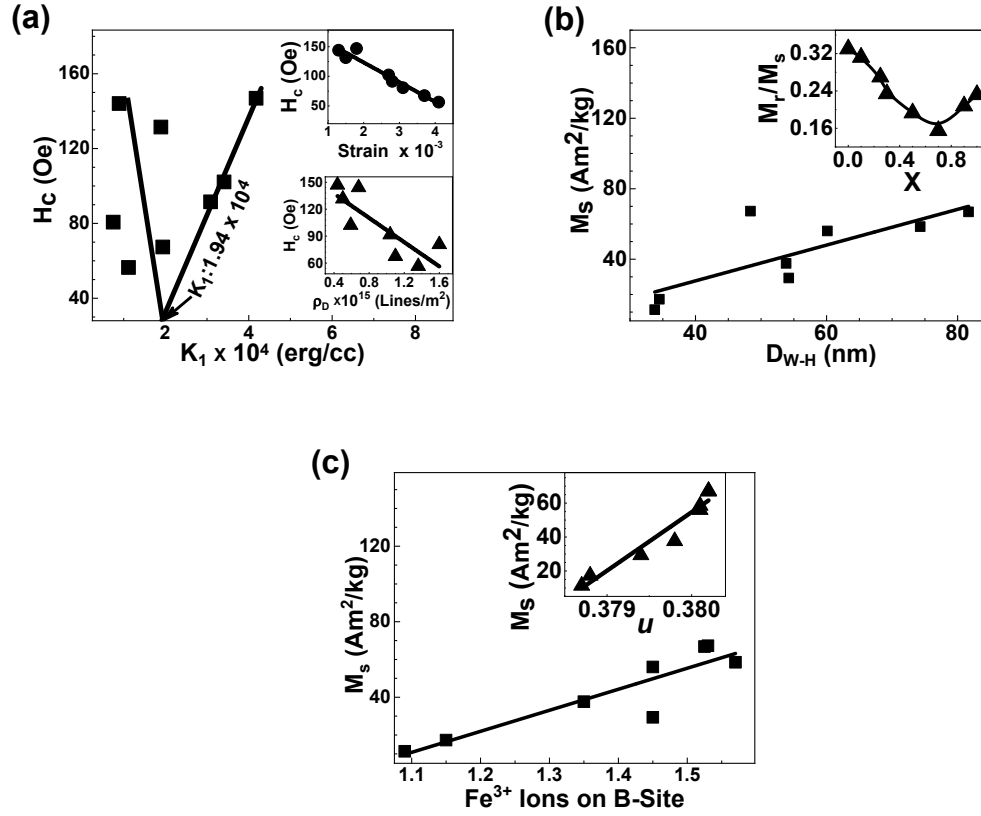 (a)
160
120
80
40
Hc (Oe)
2
4
6
8
K₁ x 10⁴ (erg/cc)
K₁:1.94 x 10⁴
150
100
50
Hc (Oe)
1
2
3
4
Strain x 10⁻³
150
120
90
60
Hc (Oe)
0.4
0.8
1.2
1.6
ρD x10¹⁵ (Lines/m²)
(b)
160
120
80
40
Ms (Am²/kg)
40
60
80
DW-H (nm)
0.32
0.24
0.16
Mr/Ms
0.0
0.4
0.8
X
(c)
120
80
40
Ms (Am²/kg)
1.1
1.2
1.3
1.4
1.5
Fe³⁺ Ions on B-Site
60
40
20
Ms (Am²/kg)
0.379
0.380
u